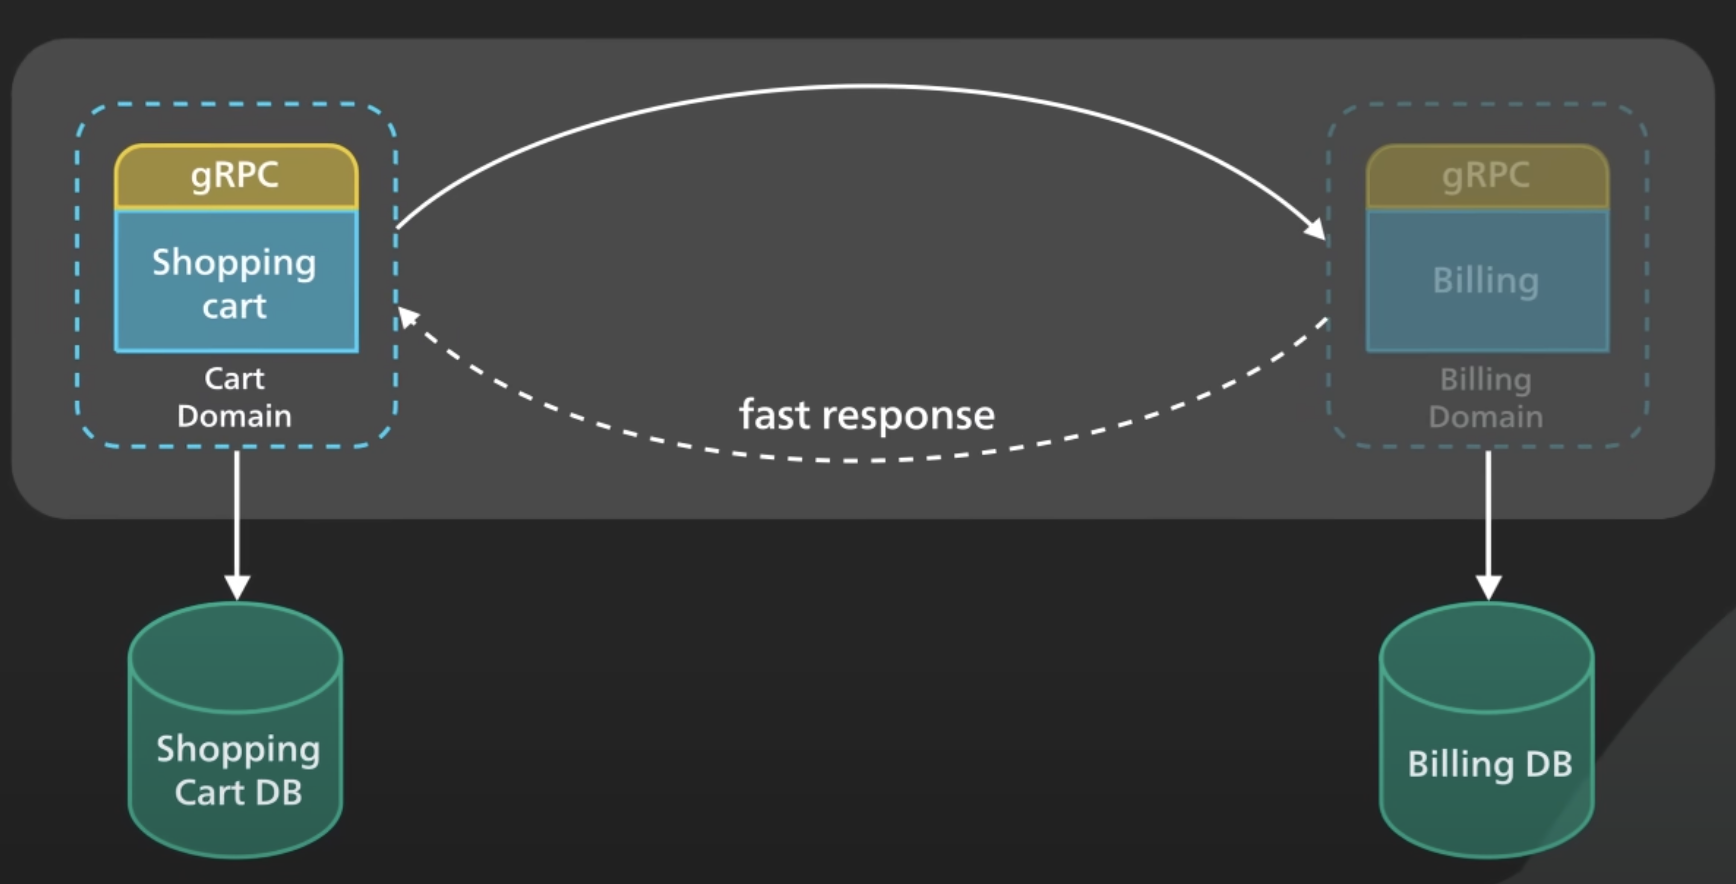 gRPC
Shopping
cart
Cart
Domain
fast response
gRPC
Billing
Billing
Domain
Shopping
Cart DB
Billing DB